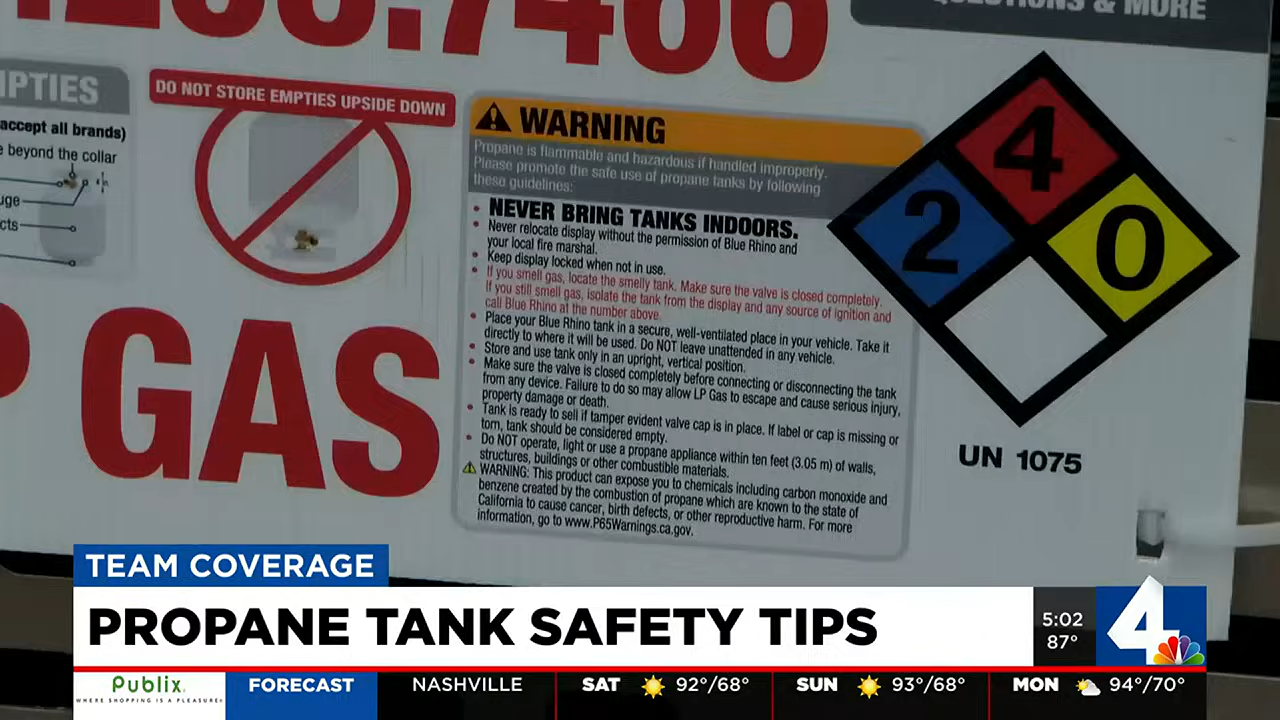 QUESTIONS & MORE
EMPTIES
accept all brands)
beyond the collar
DO NOT STORE EMPTIES UPSIDE DOWN
WARNING
Propane is flammable and hazardous if handled improperly.
Please promote the safe use of propane tanks by following
these guidelines:
• NEVER BRING TANKS INDOORS.
• Never relocate display without the permission of Blue Rhino and
your local fire marshal.
• Keep display locked when not in use.
• If you smell gas, locate the smelly tank. Make sure the valve is closed completely.
If you still smell gas, isolate the tank from the display and any source of ignition and
call Blue Rhino at the number above.
• Place your Blue Rhino tank in a secure, well-ventilated place in your vehicle. Take it
directly to where it will be used. Do NOT leave unattended in any vehicle.
• Store and use tank only in an upright, vertical position.
• Make sure the valve is closed completely before connecting or disconnecting the tank
from any device. Failure to do so may allow LP Gas to escape and cause serious injury,
property damage or death.
• Tank is ready to sell if tamper evident valve cap is in place. If label or cap is missing or
torn, tank should be considered empty.
• Do NOT operate, light or use a propane appliance within ten feet (3.05 m) of walls,
structures, buildings or other combustible materials.
WARNING: This product can expose you to chemicals including carbon monoxide and
benzene created by the combustion of propane which are known to the state of
California to cause cancer, birth defects, or other reproductive harm. For more
information, go to www.P65Warnings.ca.gov.
4
2
0
UN 1075
GAS
TEAM COVERAGE
PROPANE TANK SAFETY TIPS
5:02
87°
4
Publix
WHERE SHOPPING IS A PLEASURE
FORECAST
NASHVILLE
SAT 92°/68°
SUN 93°/68°
MON 94°/70°